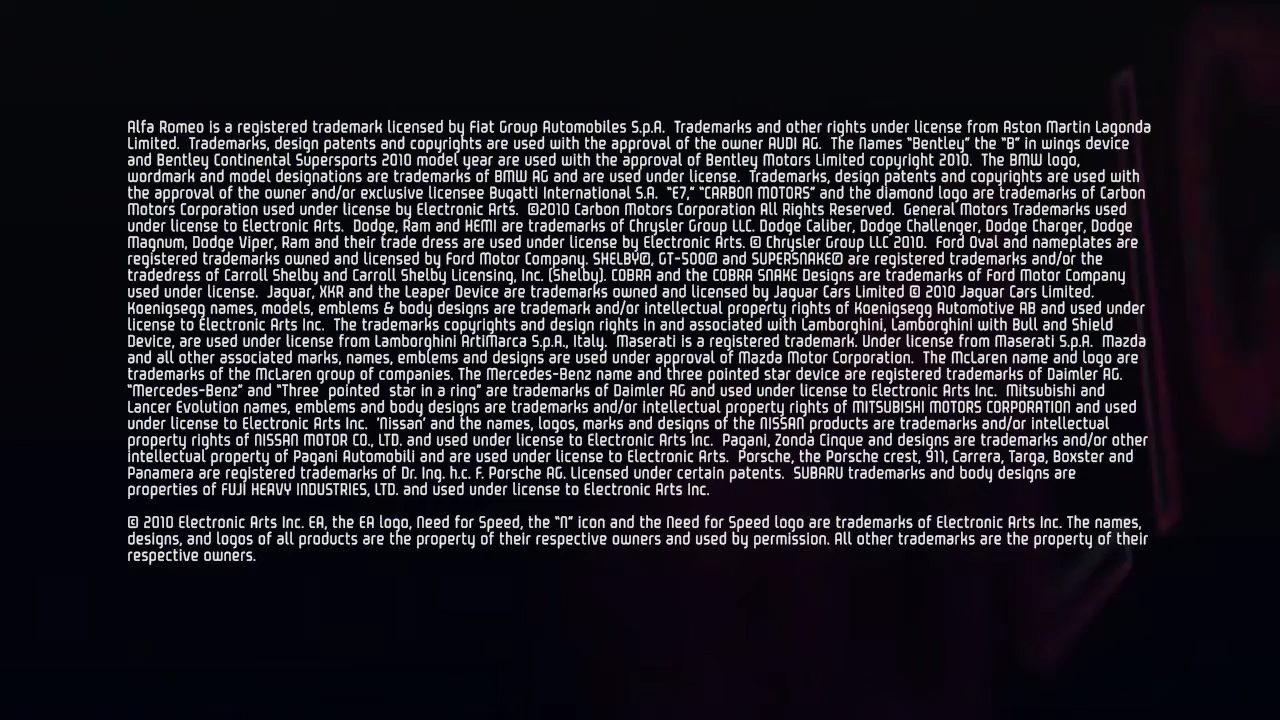 Alfa Romeo is a registered trademark licensed by Fiat Group Automobiles S.p.A.  Trademarks and other rights under license from Aston Martin Lagonda
Limited.  Trademarks, design patents and copyrights are used with the approval of the owner AUDI AG.  The Names "Bentley" the "B" in wings device
and Bentley Continental Supersports 2010 model year are used with the approval of Bentley Motors Limited copyright 2010.  The BMW logo,
wordmark and model designations are trademarks of BMW AG and are used under license.  Trademarks, design patents and copyrights are used with
the approval of the owner and/or exclusive licensee Bugatti International S.A.  "E7," "CARBON MOTORS" and the diamond logo are trademarks of Carbon
Motors Corporation used under license by Electronic Arts.  ©2010 Carbon Motors Corporation All Rights Reserved.  General Motors Trademarks used
under license to Electronic Arts.  Dodge, Ram and HEMI are trademarks of Chrysler Group LLC. Dodge Caliber, Dodge Challenger, Dodge Charger, Dodge
Magnum, Dodge Viper, Ram and their trade dress are used under license by Electronic Arts. © Chrysler Group LLC 2010.  Ford Oval and nameplates are
registered trademarks owned and licensed by Ford Motor Company. SHELBY®, GT-500® and SUPERSNAKE® are registered trademarks and/or the
tradedress of Carroll Shelby and Carroll Shelby Licensing, Inc. (Shelby). COBRA and the COBRA SNAKE Designs are trademarks of Ford Motor Company
used under license.  Jaguar, XKR and the Leaper Device are trademarks owned and licensed by Jaguar Cars Limited © 2010 Jaguar Cars Limited.
Koenigsegg names, models, emblems & body designs are trademark and/or intellectual property rights of Koenigsegg Automotive AB and used under
license to Electronic Arts Inc.  The trademarks copyrights and design rights in and associated with Lamborghini, Lamborghini with Bull and Shield
Device, are used under license from Lamborghini ArtiMarca S.p.A., Italy.  Maserati is a registered trademark. Under license from Maserati S.p.A.  Mazda
and all other associated marks, names, emblems and designs are used under approval of Mazda Motor Corporation.  The McLaren name and logo are
trademarks of the McLaren group of companies. The Mercedes-Benz name and three pointed star device are registered trademarks of Daimler AG.
"Mercedes-Benz" and "Three  pointed  star in a ring" are trademarks of Daimler AG and used under license to Electronic Arts Inc.  Mitsubishi and
Lancer Evolution names, emblems and body designs are trademarks and/or intellectual property rights of MITSUBISHI MOTORS CORPORATION and used
under license to Electronic Arts Inc.  'Nissan' and the names, logos, marks and designs of the NISSAN products are trademarks and/or intellectual
property rights of NISSAN MOTOR CO., LTD. and used under license to Electronic Arts Inc.  Pagani, Zonda Cinque and designs are trademarks and/or other
intellectual property of Pagani Automobili and are used under license to Electronic Arts.  Porsche, the Porsche crest, 911, Carrera, Targa, Boxster and
Panamera are registered trademarks of Dr. Ing. h.c. F. Porsche AG. Licensed under certain patents.  SUBARU trademarks and body designs are
properties of FUJI HEAVY INDUSTRIES, LTD. and used under license to Electronic Arts Inc.
© 2010 Electronic Arts Inc. EA, the EA logo, Need for Speed, the "N" icon and the Need for Speed logo are trademarks of Electronic Arts Inc. The names,
designs, and logos of all products are the property of their respective owners and used by permission. All other trademarks are the property of their
respective owners.